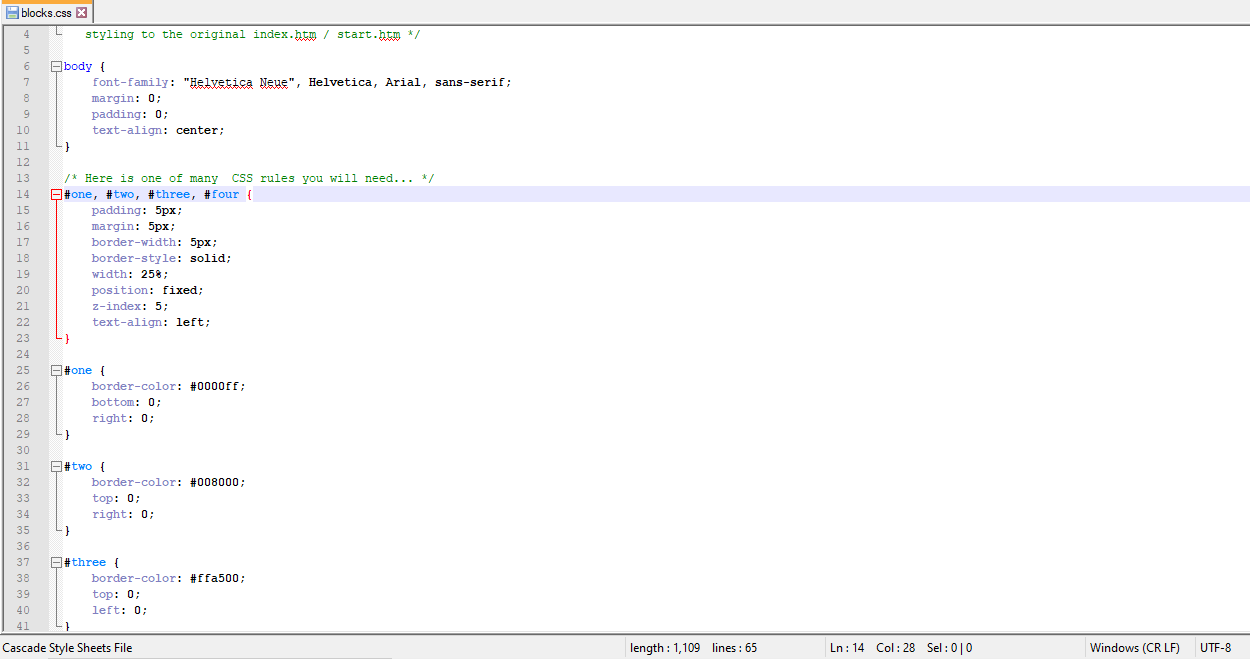 blocks.css
4 styling to the original index.htm / start.htm */
5
6 body {
7 font-family: "Helvetica Neue", Helvetica, Arial, sans-serif;
8 margin: 0;
9 padding: 0;
10 text-align: center;
11 }
12
13 /* Here is one of many  CSS rules you will need... */
14 #one, #two, #three, #four {
15 padding: 5px;
16 margin: 5px;
17 border-width: 5px;
18 border-style: solid;
19 width: 25%;
20 position: fixed;
21 z-index: 5;
22 text-align: left;
23 }
24
25 #one {
26 border-color: #0000ff;
27 bottom: 0;
28 right: 0;
29 }
30
31 #two {
32 border-color: #008000;
33 top: 0;
34 right: 0;
35 }
36
37 #three {
38 border-color: #ffa500;
39 top: 0;
40 left: 0;
41 }
Cascade Style Sheets File length : 1,109 lines : 65 Ln : 14 Col : 28 Sel : 0 | 0 Windows (CR LF) UTF-8